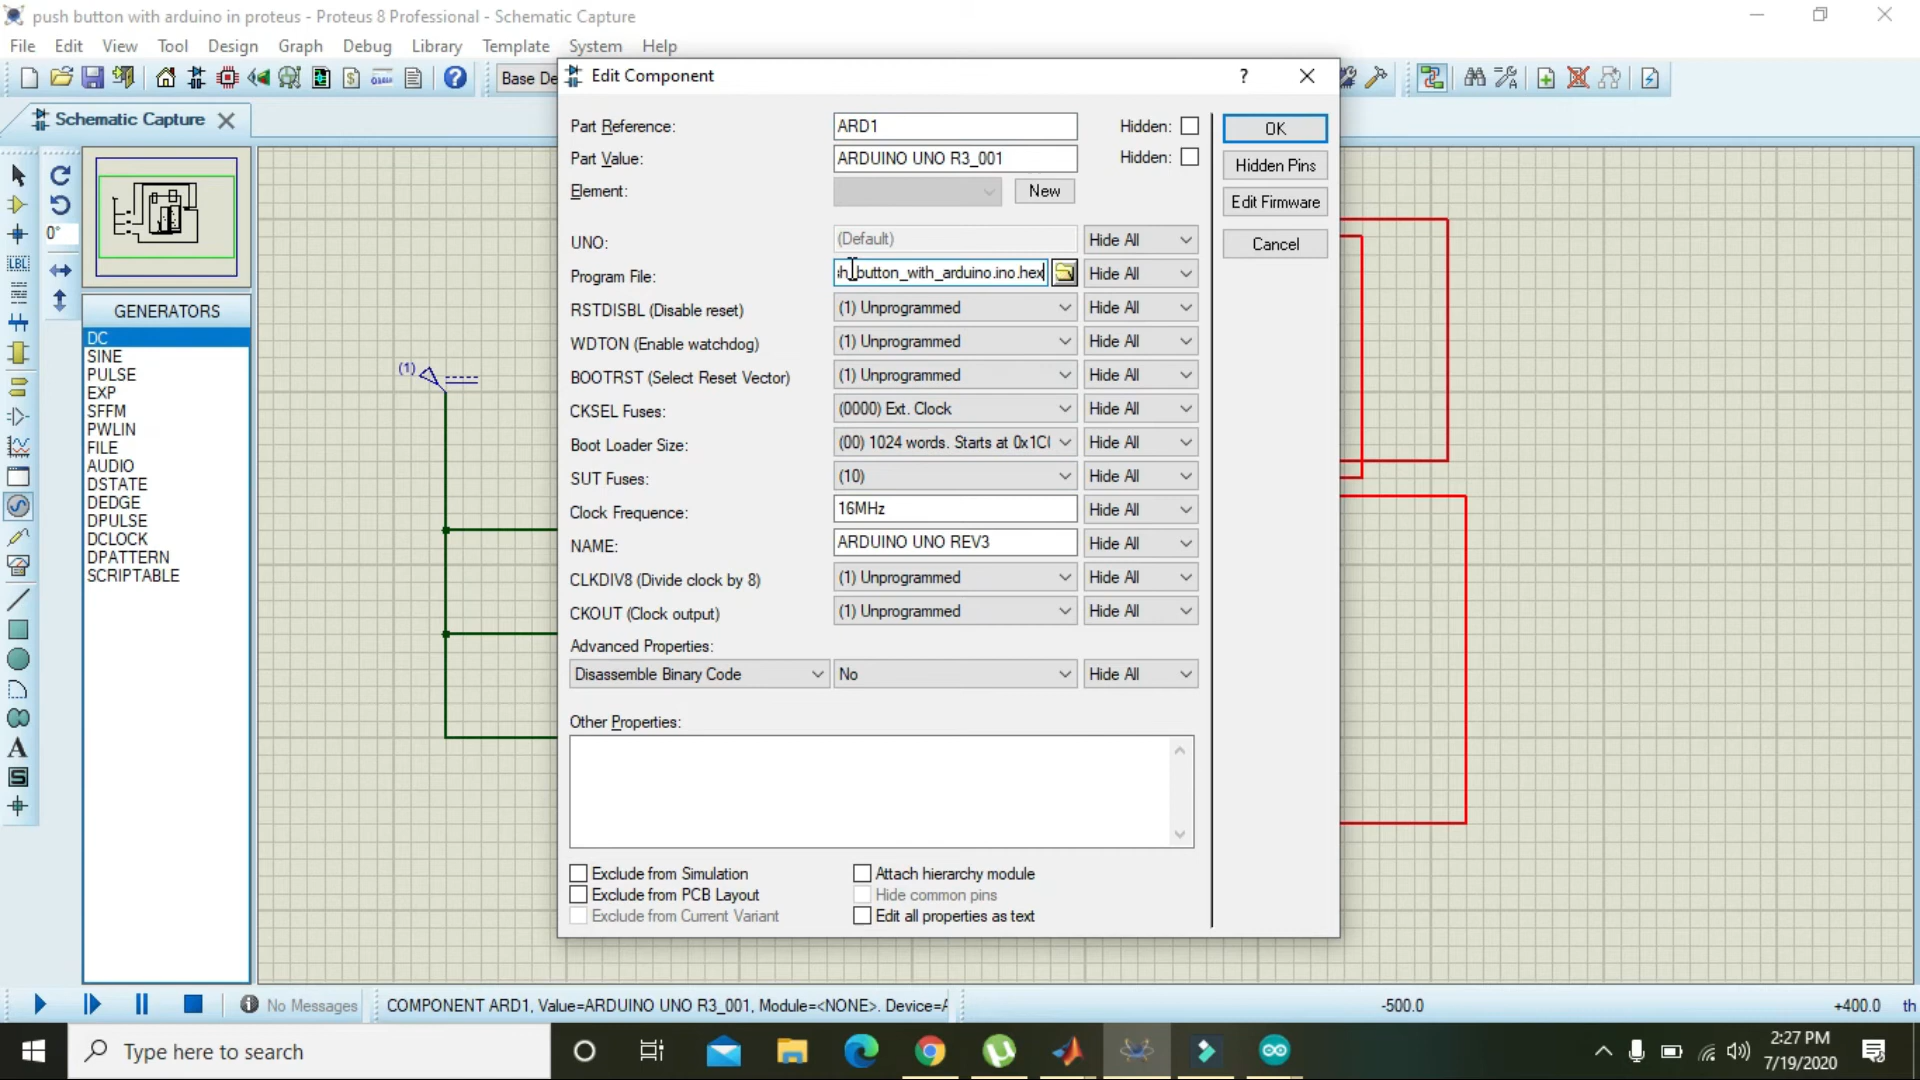 push button with arduino in proteus - Proteus 8 Professional - Schematic Capture
File Edit View Tool Design Graph Debug Library Template System Help
Base De
Schematic Capture
Edit Component
?
Part Reference:
ARD1
Hidden:
OK
Part Value:
ARDUINO UNO R3_001
Hidden:
Hidden Pins
Element:
New
Edit Firmware
UNO:
(Default)
Hide All
Cancel
Program File:
h_button_with_arduino.ino.hex
Hide All
RSTDISBL (Disable reset)
(1) Unprogrammed
Hide All
WDTON (Enable watchdog)
(1) Unprogrammed
Hide All
BOOTRST (Select Reset Vector)
(1) Unprogrammed
Hide All
CKSEL Fuses:
(0000) Ext. Clock
Hide All
Boot Loader Size:
(00) 1024 words. Starts at 0x1C
Hide All
SUT Fuses:
(10)
Hide All
Clock Frequence:
16MHz
Hide All
NAME:
ARDUINO UNO REV3
Hide All
CLKDIV8 (Divide clock by 8)
(1) Unprogrammed
Hide All
CKOUT (Clock output)
(1) Unprogrammed
Hide All
Advanced Properties:
Disassemble Binary Code
No
Hide All
Other Properties:
Exclude from Simulation
Attach hierarchy module
Exclude from PCB Layout
Hide common pins
Exclude from Current Variant
Edit all properties as text
0°
LBL
A
S
GENERATORS
DC
SINE
PULSE
EXP
SFFM
PWLIN
FILE
AUDIO
DSTATE
DEDGE
DPULSE
DCLOCK
DPATTERN
SCRIPTABLE
(1)
No Messages
COMPONENT ARD1, Value=ARDUINO UNO R3_001, Module=<NONE>. Device=A
-500.0
+400.0
th
Type here to search
2:27 PM
7/19/2020